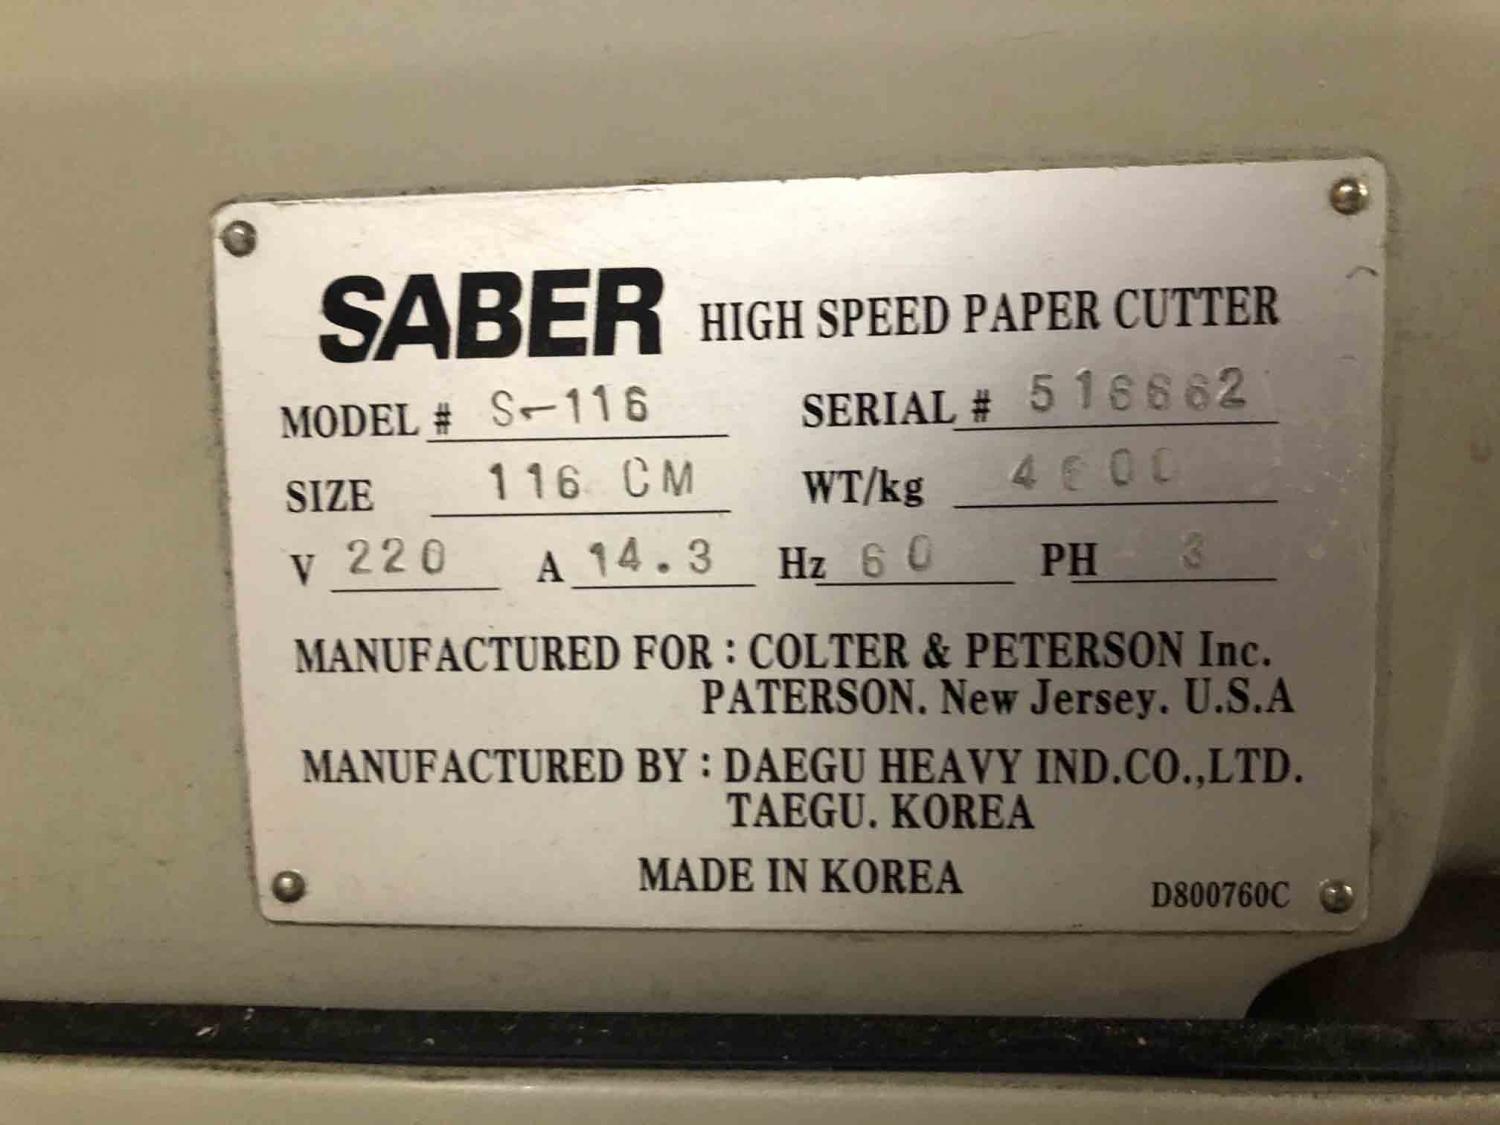 SABER HIGH SPEED PAPER CUTTER
MODEL # S-116 SERIAL # 516662
SIZE 116 CM WT/kg 4600
V 220 A 14.3 Hz 60 PH 3
MANUFACTURED FOR : COLTER & PETERSON Inc.
PATERSON. New Jersey. U.S.A
MANUFACTURED BY : DAEGU HEAVY IND.CO.,LTD.
TAEGU. KOREA
MADE IN KOREA
D800760C